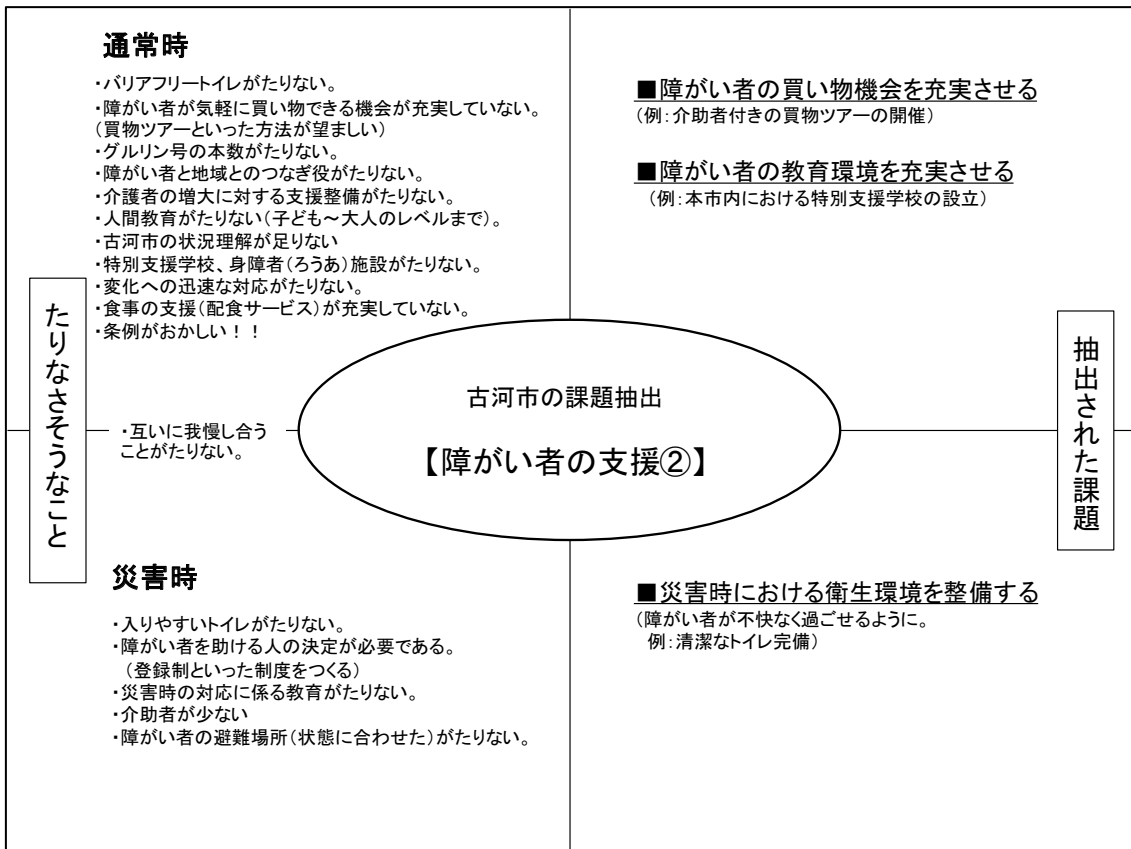 通常時
・バリアフリートイレがたりない。
・障がい者が気軽に買い物できる機会が充実していない。
(買物ツアーといった方法が望ましい)
・グルリン号の本数がたりない。
・障がい者と地域とのつなぎ役がたりない。
・介護者の増大に対する支援整備がたりない。
・人間教育がたりない(子ども～大人のレベルまで)。
・古河市の状況理解が足りない
・特別支援学校、身障者(ろうあ)施設がたりない。
・変化への迅速な対応がたりない。
・食事の支援(配食サービス)が充実していない。
・条例がおかしい！！
たりなさそうなこと
・互いに我慢し合う
ことがたりない。
災害時
・入りやすいトイレがたりない。
・障がい者を助ける人の決定が必要である。
(登録制といった制度をつくる)
・災害時の対応に係る教育がたりない。
・介助者が少ない
・障がい者の避難場所(状態に合わせた)がたりない。
古河市の課題抽出
【障がい者の支援②】
■障がい者の買い物機会を充実させる
(例:介助者付きの買物ツアーの開催)
■障がい者の教育環境を充実させる
(例:本市内における特別支援学校の設立)
抽出された課題
■災害時における衛生環境を整備する
(障がい者が不快なく過ごせるように。
例:清潔なトイレ完備)